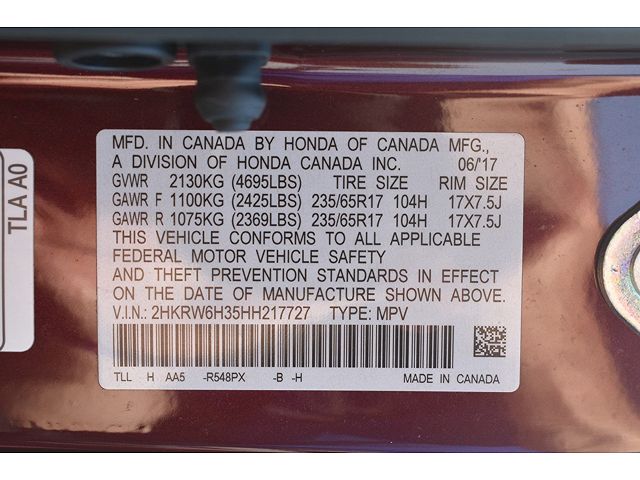 MFD. IN CANADA BY HONDA OF CANADA MFG.,
A DIVISION OF HONDA CANADA INC. 06/17
GVWR 2130KG (4695LBS) TIRE SIZE RIM SIZE
GAWR F 1100KG (2425LBS) 235/65R17 104H 17X7.5J
GAWR R 1075KG (2369LBS) 235/65R17 104H 17X7.5J
THIS VEHICLE CONFORMS TO ALL APPLICABLE
FEDERAL MOTOR VEHICLE SAFETY
AND THEFT PREVENTION STANDARDS IN EFFECT
ON THE DATE OF MANUFACTURE SHOWN ABOVE.
V.I.N.: 2HKRW6H35HH217727 TYPE: MPV
TLL H AA5 -R548PX -B -H MADE IN CANADA
TLA A0